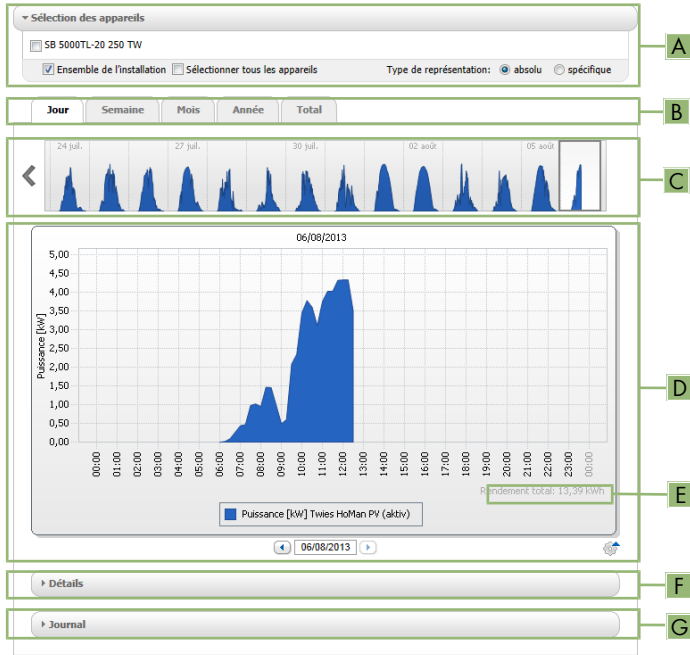 Sélection des appareils
SB 5000TL-20 250 TW
A
Ensemble de l'installation Sélectionner tous les appareils Type de représentation: absolu spécifique
Jour Semaine Mois Année Total
B
24 juil. 27 juil. 30 juil. 02 août 05 août
C
06/08/2013
5,00
4,50
4,00
3,50
3,00
2,50
2,00
1,50
1,00
0,50
0,00
Puissance [kW]
00:00 01:00 02:00 03:00 04:00 05:00 06:00 07:00 08:00 09:00 10:00 11:00 12:00 13:00 14:00 15:00 16:00 17:00 18:00 19:00 20:00 21:00 22:00 23:00 00:00
D
Rendement total: 13,39 kWh
E
Puissance [kW] Twies HoMan PV (aktiv)
06/08/2013
Détails
F
Journal
G